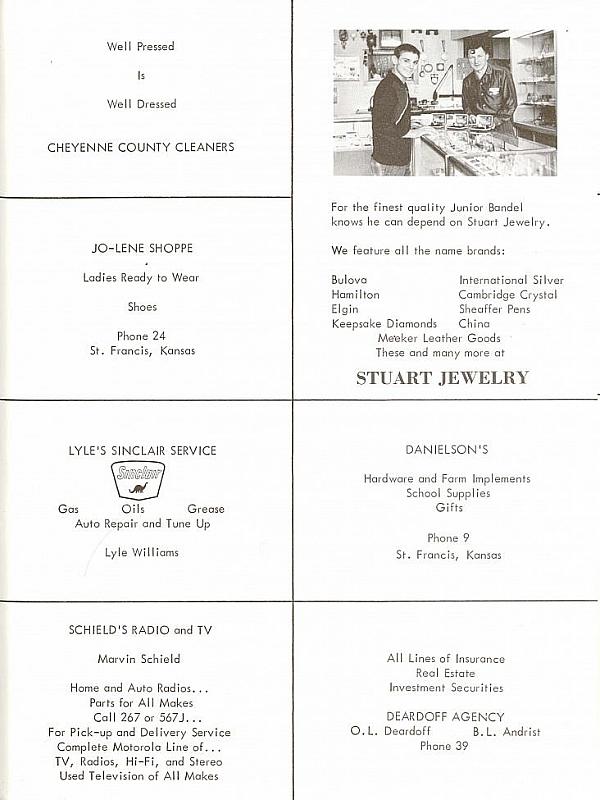 Well Pressed
Is
Well Dressed
CHEYENNE COUNTY CLEANERS
JO-LENE SHOPPE
Ladies Ready to Wear
Shoes
Phone 24
St. Francis, Kansas
For the finest quality Junior Bandel
knows he can depend on Stuart Jewelry.
We feature all the name brands:
Bulova International Silver
Hamilton Cambridge Crystal
Elgin Sheaffer Pens
Keepsake Diamonds China
Meeker Leather Goods
These and many more at
STUART JEWELRY
LYLE'S SINCLAIR SERVICE
Sinclair
Gas Oils Grease
Auto Repair and Tune Up
Lyle Williams
DANIELSON'S
Hardware and Farm Implements
School Supplies
Gifts
Phone 9
St. Francis, Kansas
SCHIELD'S RADIO and TV
Marvin Schield
Home and Auto Radios...
Parts for All Makes
Call 267 or 567J...
For Pick-up and Delivery Service
Complete Motorola Line of...
TV, Radios, Hi-Fi, and Stereo
Used Television of All Makes
All Lines of Insurance
Real Estate
Investment Securities
DEARDOFF AGENCY
O.L. Deardoff B.L. Andrist
Phone 39